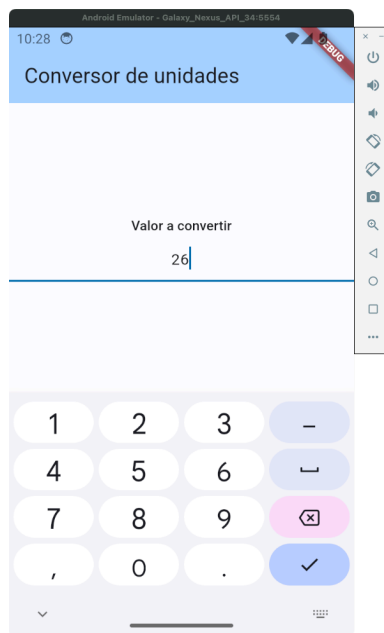 Android Emulator - Galaxy_Nexus_API_34:5554
10:28
DEBUG
Conversor de unidades
Valor a convertir
26
1 2 3 –
4 5 6
7 8 9
, 0 .